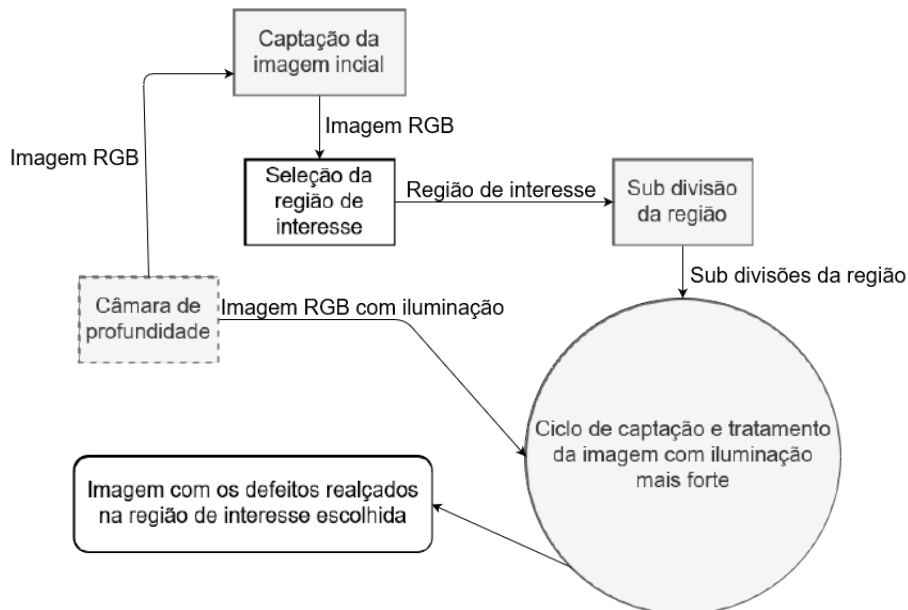 Captação da
imagem incial
Imagem RGB
Imagem RGB
Seleção da
região de
interesse
Região de interesse
Sub divisão
da região
Sub divisões da região
Câmara de
profundidade
Imagem RGB com iluminação
Ciclo de captação e tratamento
da imagem com iluminação
mais forte
Imagem com os defeitos realçados
na região de interesse escolhida